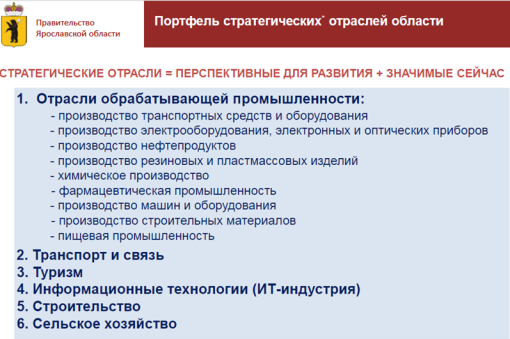 Правительство
Ярославской области
Портфель стратегических* отраслей области
СТРАТЕГИЧЕСКИЕ ОТРАСЛИ = ПЕРСПЕКТИВНЫЕ ДЛЯ РАЗВИТИЯ + ЗНАЧИМЫЕ СЕЙЧАС
1. Отрасли обрабатывающей промышленности:
- производство транспортных средств и оборудования
- производство электрооборудования, электронных и оптических приборов
- производство нефтепродуктов
- производство резиновых и пластмассовых изделий
- химическое производство
- фармацевтическая промышленность
- производство машин и оборудования
- производство строительных материалов
- пищевая промышленность
2. Транспорт и связь
3. Туризм
4. Информационные технологии (ИТ-индустрия)
5. Строительство
6. Сельское хозяйство